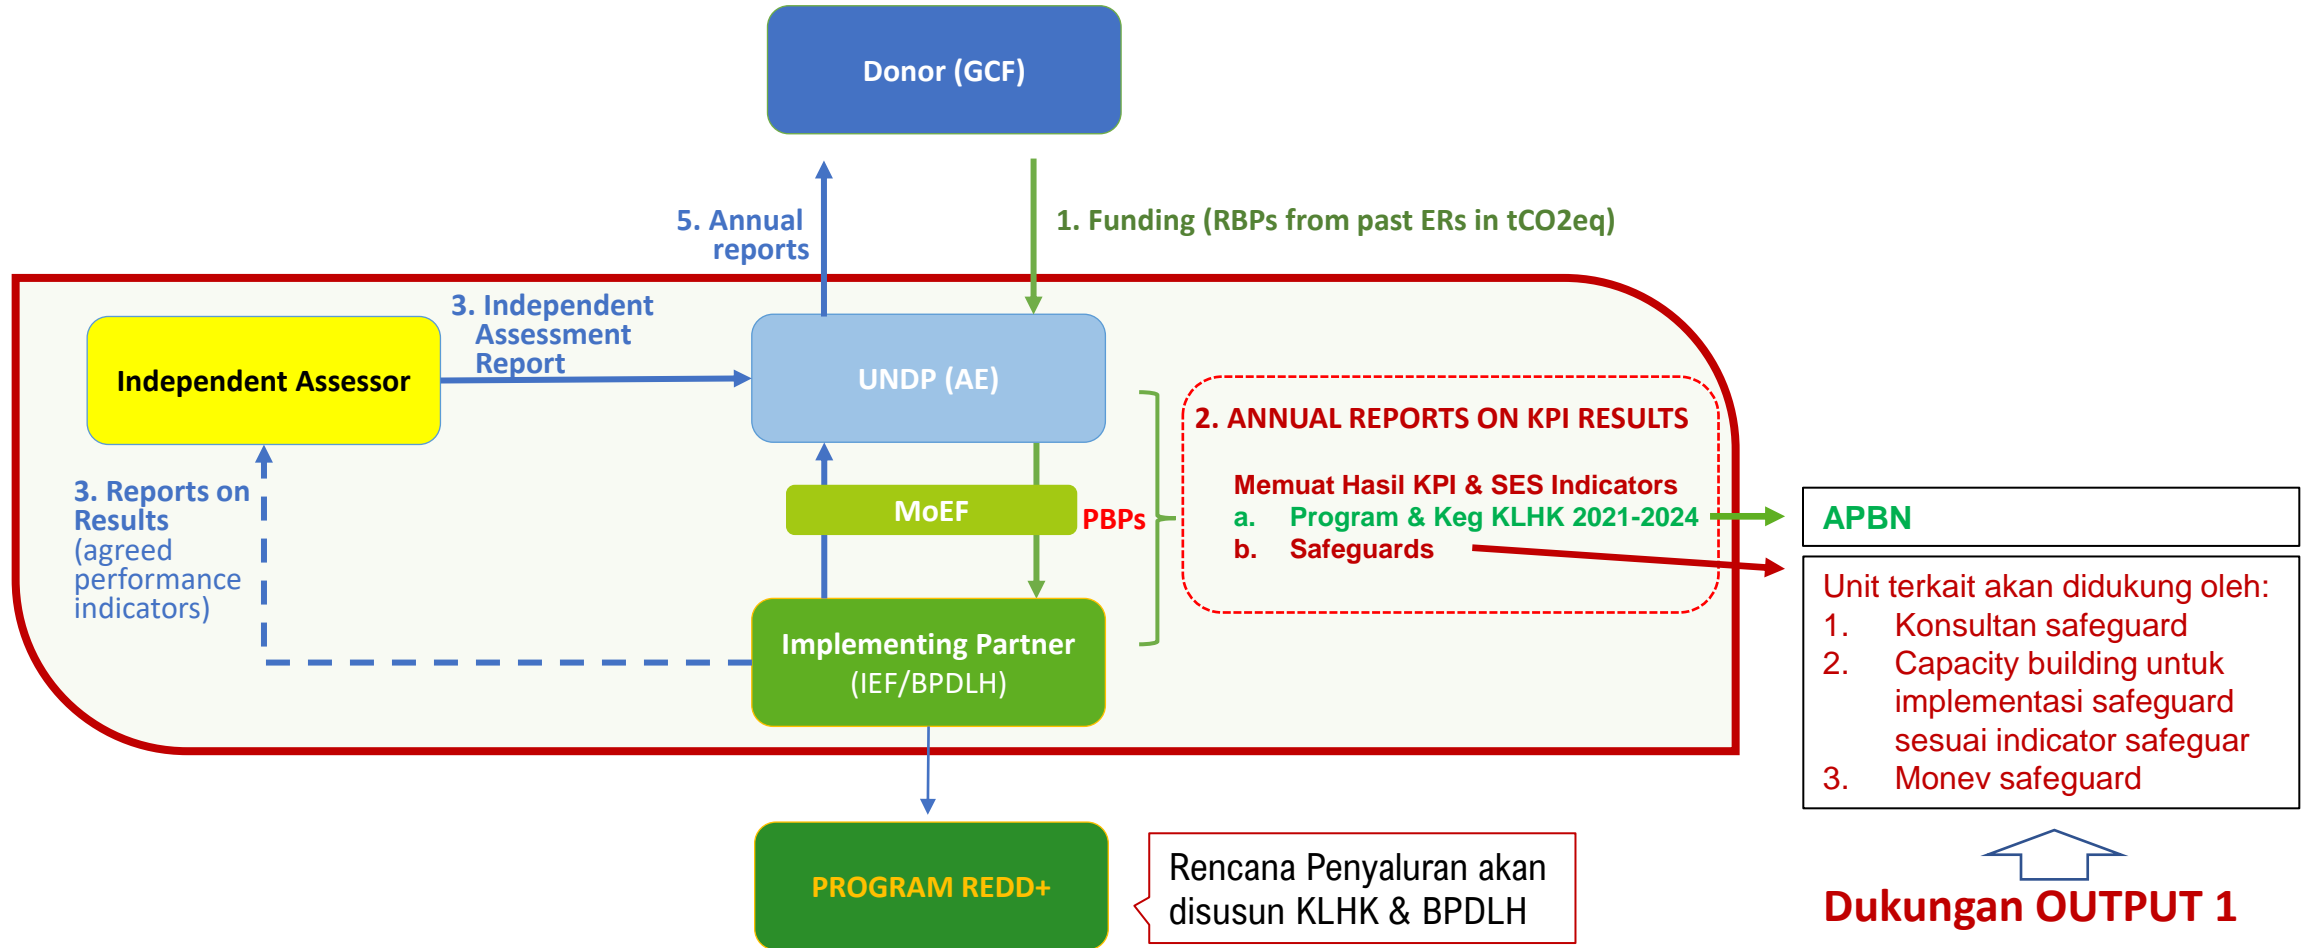 Donor (GCF)
5. Annual
reports
1. Funding (RBPs from past ERs in tCO2eq)
3. Independent
Assessment
Report
Independent Assessor
UNDP (AE)
2. ANNUAL REPORTS ON KPI RESULTS
Memuat Hasil KPI & SES Indicators
a. Program & Keg KLHK 2021-2024
b. Safeguards
3. Reports on
Results
(agreed
performance
indicators)
MoEF
PBPs
APBN
Unit terkait akan didukung oleh:
1. Konsultan safeguard
2. Capacity building untuk
implementasi safeguard
sesuai indicator safeguar
3. Monev safeguard
Implementing Partner
(IEF/BPDLH)
PROGRAM REDD+
Rencana Penyaluran akan
disusun KLHK & BPDLH
Dukungan OUTPUT 1